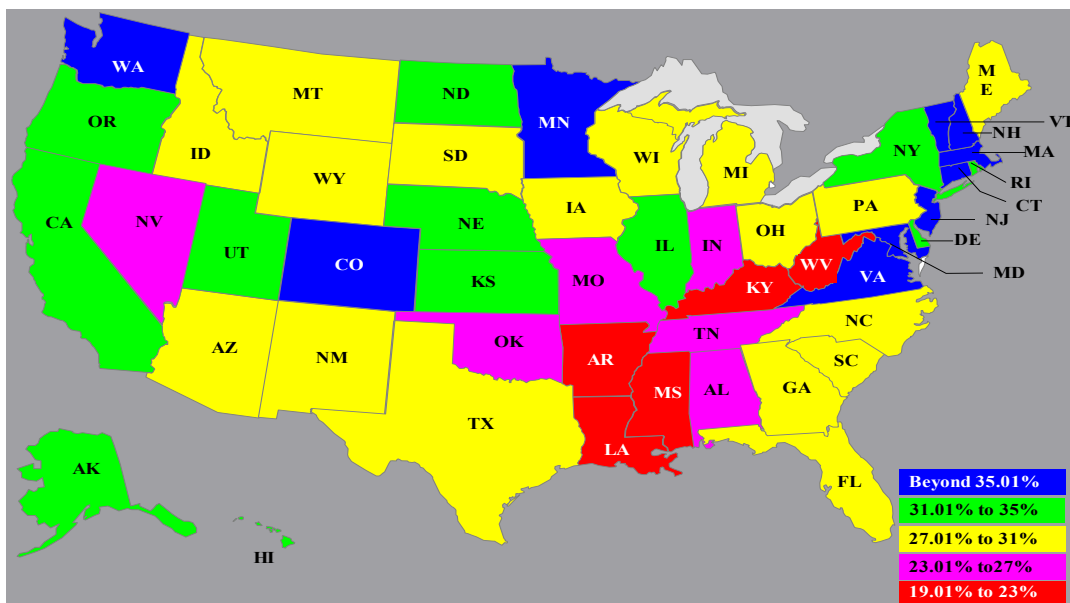 WA
MT
ND
MN
M
E
VT
NH
MA
RI
CT
NJ
DE
MD
OR
ID
WY
SD
WI
MI
NY
PA
CA
NV
UT
CO
NE
KS
IA
IL
IN
OH
WV
VA
MO
KY
AZ
NM
OK
AR
TN
NC
SC
TX
LA
MS
AL
GA
FL
AK
HI
Beyond 35.01%
31.01% to 35%
27.01% to 31%
23.01% to27%
19.01% to 23%